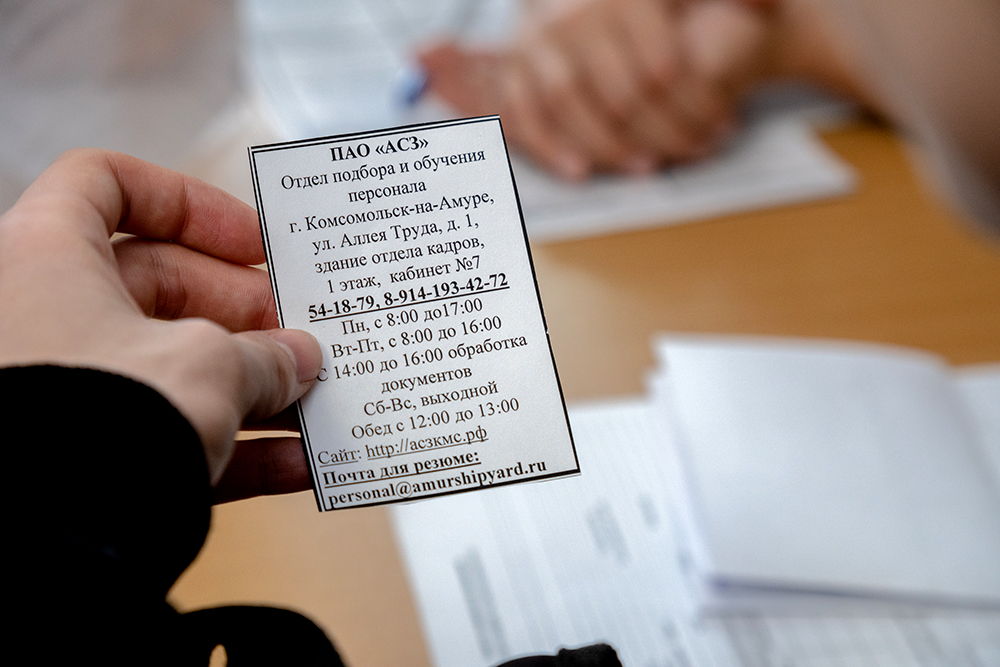 ПАО «АСЗ»
Отдел подбора и обучения
персонала
г. Комсомольск-на-Амуре,
ул. Аллея Труда, д. 1,
здание отдела кадров,
1 этаж, кабинет №7
54-18-79, 8-914-193-42-72
Пн, с 8:00 до17:00
Вт-Пт, с 8:00 до 16:00
С 14:00 до 16:00 обработка
документов
Сб-Вс, выходной
Обед с 12:00 до 13:00
Сайт: http://асзкмс.рф
Почта для резюме:
personal@amurshipyard.ru